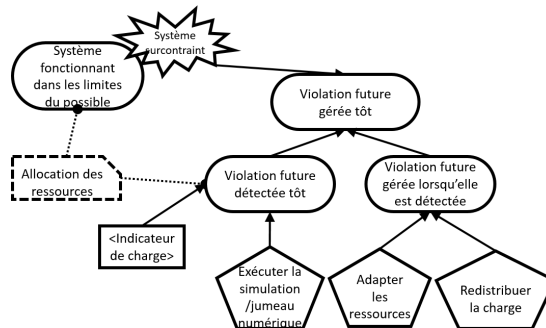 Système
surcontraint
Système
fonctionnant
dans les limites
du possible
Violation future
gérée tôt
Allocation des
ressources
Violation future
détectée tôt
Violation future
gérée lorsqu'elle
est détectée
<Indicateur
de charge>
Exécuter la
simulation
/jumeau
numérique
Adapter
les
ressources
Redistribuer
la charge